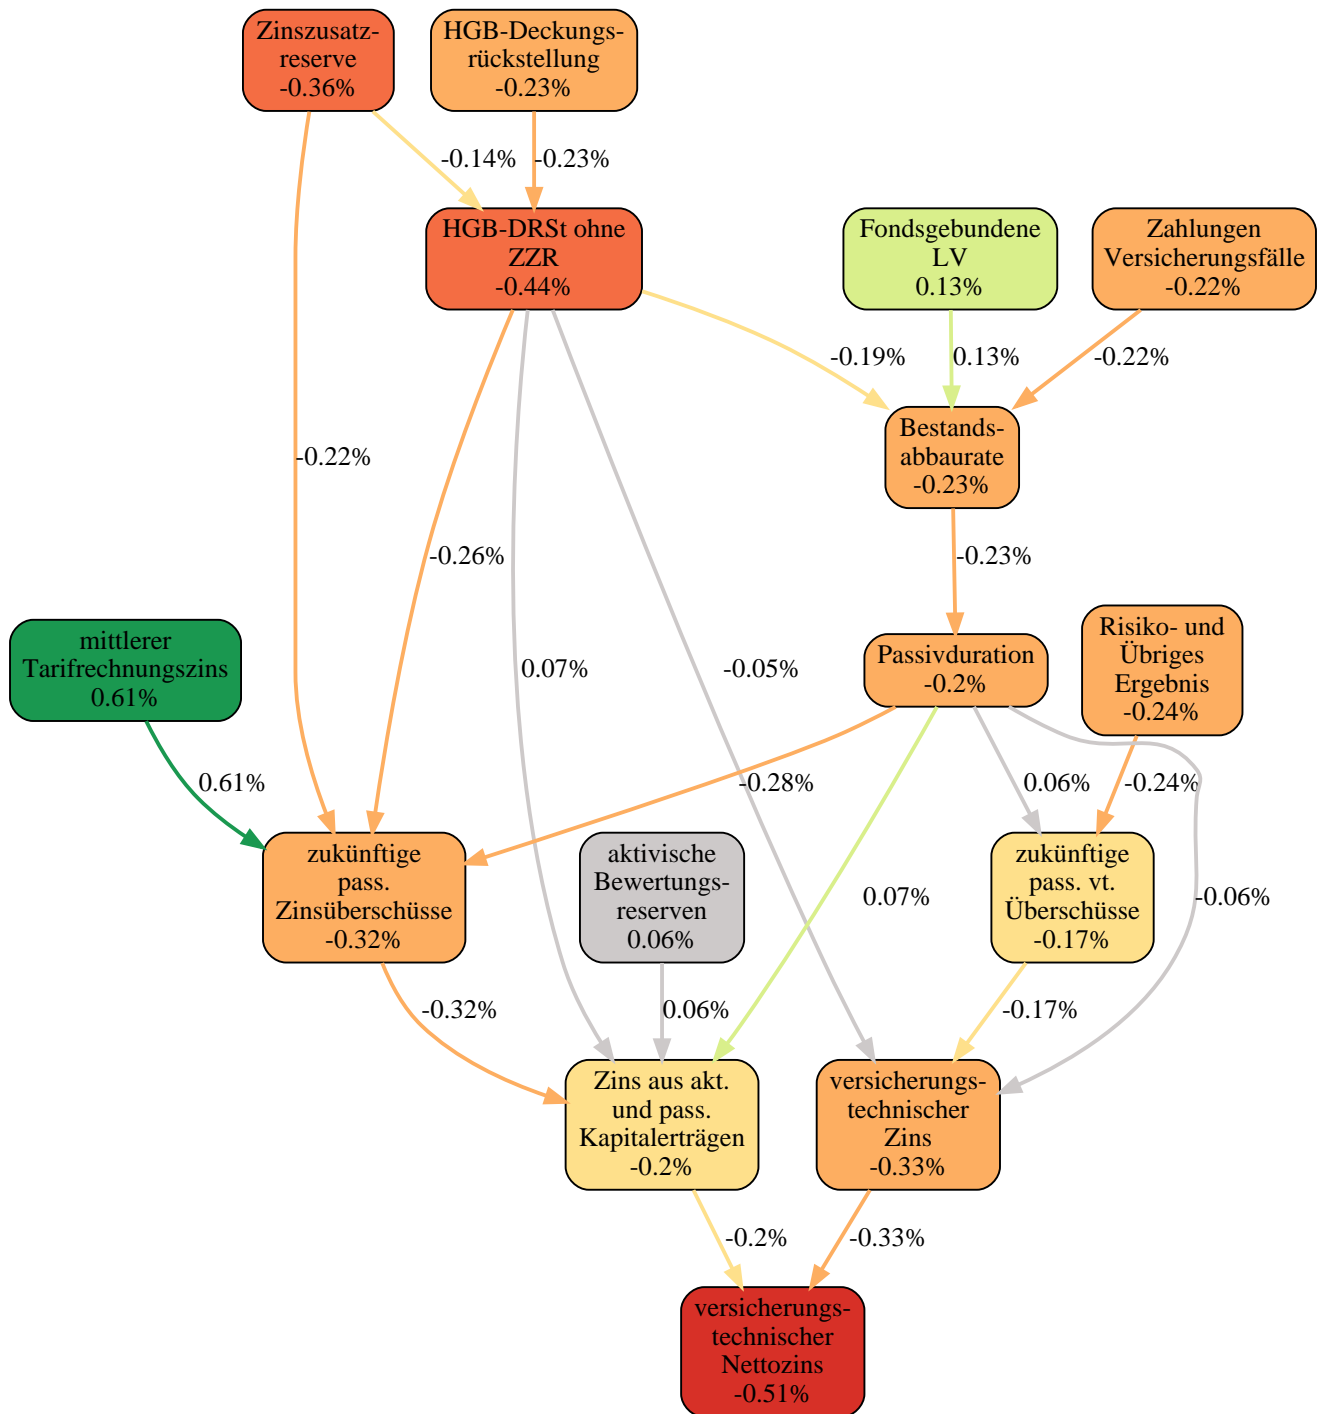 Zinszusatz-
reserve
-0.36%
HGB-Deckungs-
rückstellung
-0.23%
-0.14%
-0.23%
HGB-DRSt ohne
ZZR
-0.44%
Fondsgebundene
LV
0.13%
Zahlungen
Versicherungsfälle
-0.22%
-0.19%
0.13%
-0.22%
Bestands-
abbaurate
-0.23%
-0.22%
-0.26%
-0.23%
mittlerer
Tarifrechnungszins
0.61%
0.07%
-0.05%
Passivduration
-0.2%
Risiko- und
Übriges
Ergebnis
-0.24%
0.61%
-0.28%
0.06%
-0.24%
zukünftige
pass.
Zinsüberschüsse
-0.32%
aktivische
Bewertungs-
reserven
0.06%
0.07%
zukünftige
pass. vt.
Überschüsse
-0.17%
-0.06%
-0.32%
0.06%
-0.17%
Zins aus akt.
und pass.
Kapitalerträgen
-0.2%
versicherungs-
technischer
Zins
-0.33%
-0.2%
-0.33%
versicherungs-
technischer
Nettozins
-0.51%